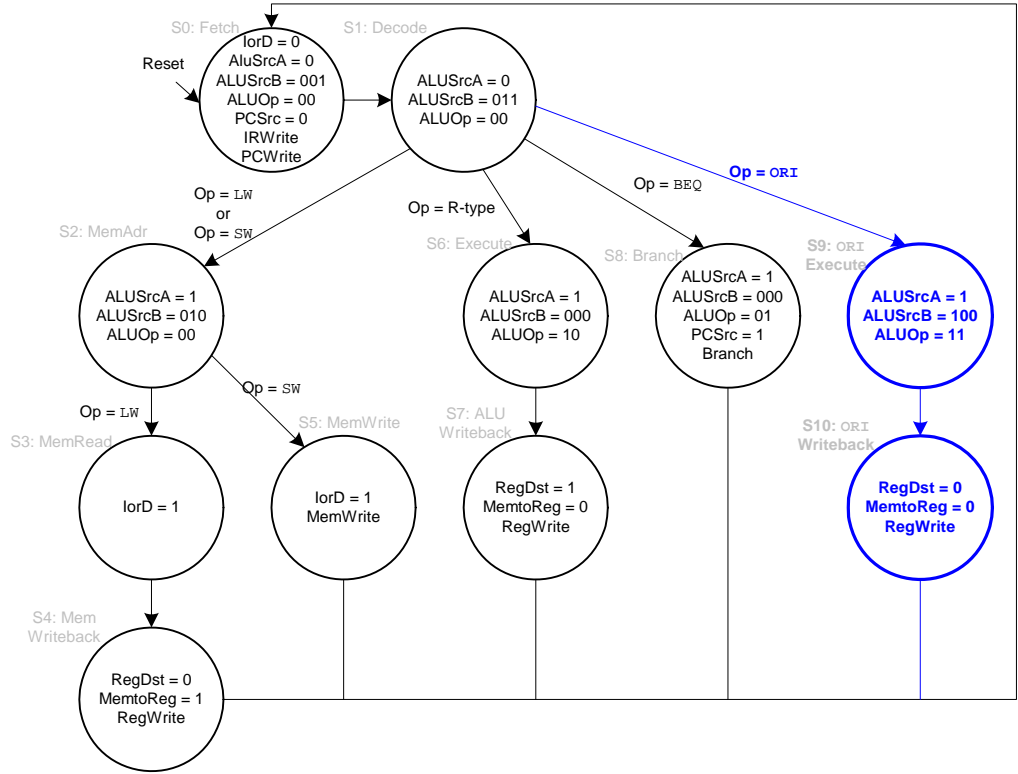 S0: Fetch
IorD = 0
AluSrcA = 0
ALUSrcB = 001
ALUOp = 00
PCSrc = 0
IRWrite
PCWrite
Reset
S1: Decode
ALUSrcA = 0
ALUSrcB = 011
ALUOp = 00
Op = LW
or
Op = SW
Op = R-type
Op = BEQ
Op = ORI
S2: MemAdr
ALUSrcA = 1
ALUSrcB = 010
ALUOp = 00
S6: Execute
ALUSrcA = 1
ALUSrcB = 000
ALUOp = 10
S8: Branch
ALUSrcA = 1
ALUSrcB = 000
ALUOp = 01
PCSrc = 1
Branch
S9: ORI
Execute
ALUSrcA = 1
ALUSrcB = 100
ALUOp = 11
Op = LW
Op = SW
S3: MemRead
IorD = 1
S5: MemWrite
IorD = 1
MemWrite
S7: ALU
Writeback
RegDst = 1
MemtoReg = 0
RegWrite
S10: ORI
Writeback
RegDst = 0
MemtoReg = 0
RegWrite
S4: Mem
Writeback
RegDst = 0
MemtoReg = 1
RegWrite